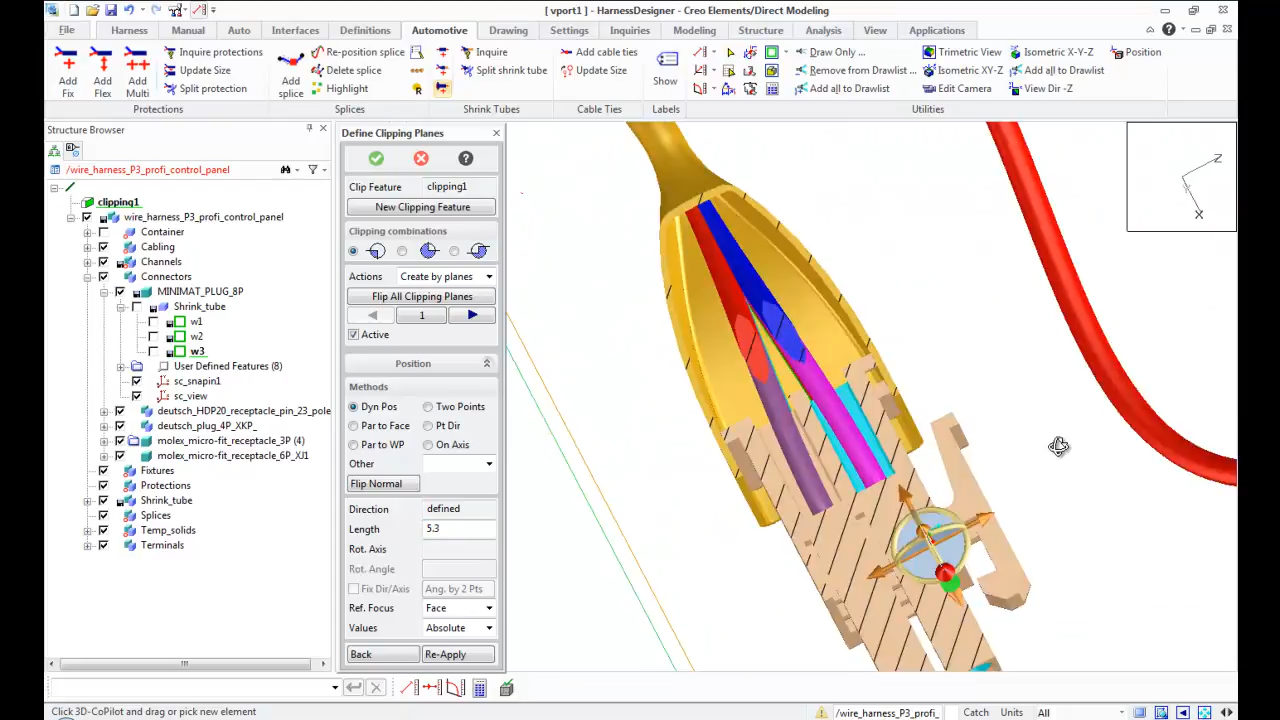 [ vport1 ] - HarnessDesigner - Creo Elements/Direct Modeling
File Harness Manual Auto Interfaces Definitions Automotive Drawing Settings Inquiries Modeling Structure Analysis View Applications
Add Fix
Add Flex
Add Multi
Inquire protections
Update Size
Split protection
Protections
Add splice
Re-position splice
Delete splice
Highlight
Splices
Inquire
Split shrink tube
Shrink Tubes
Add cable ties
Update Size
Cable Ties
Show
Labels
Draw Only ...
Remove from Drawlist ...
Add all to Drawlist
Trimetric View
Isometric XY-Z
Edit Camera
Isometric X-Y-Z
Add all to Drawlist
View Dir -Z
Position
Utilities
Structure Browser
/wire_harness_P3_profi_control_panel
clipping1
wire_harness_P3_profi_control_panel
Container
Cabling
Channels
Connectors
MINIMAT_PLUG_8P
Shrink_tube
w1
w2
w3
User Defined Features (8)
sc_snapin1
sc_view
deutsch_HDP20_receptacle_pin_23_pole
deutsch_plug_4P_XKP_
molex_micro-fit_receptacle_3P (4)
molex_micro-fit_receptacle_6P_XJ1
Fixtures
Protections
Shrink_tube
Splices
Temp_solids
Terminals
Define Clipping Planes
Clip Feature clipping1
New Clipping Feature
Clipping combinations
Actions Create by planes
Flip All Clipping Planes
1
Active
Position
Methods
Dyn Pos Two Points
Par to Face Pt Dir
Par to WP On Axis
Other
Flip Normal
Direction defined
Length 5.3
Rot. Axis
Rot. Angle
Fix Dir/Axis Ang. by 2 Pts
Ref. Focus Face
Values Absolute
Back Re-Apply
Z
X
Click 3D-CoPilot and drag or pick new element
/wire_harness_P3_profi_ Catch Units All